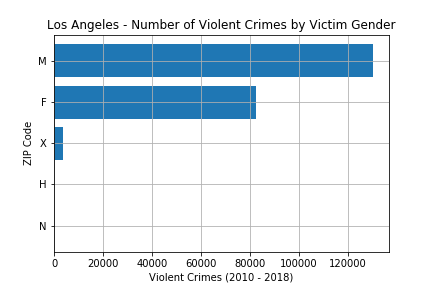 Los Angeles - Number of Violent Crimes by Victim Gender
M
F
X
H
N
ZIP Code
0 20000 40000 60000 80000 100000 120000
Violent Crimes (2010 - 2018)